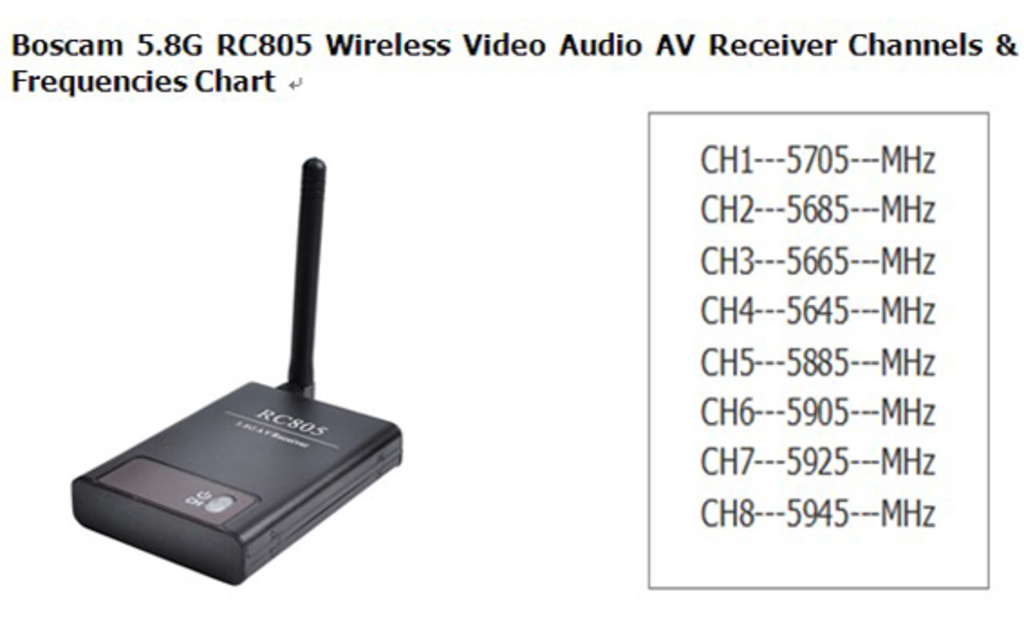 Boscam 5.8G RC805 Wireless Video Audio AV Receiver Channels &
Frequencies Chart ↵
RC805
5.8G AV Receiver
CH
CH1---5705---MHz
CH2---5685---MHz
CH3---5665---MHz
CH4---5645---MHz
CH5---5885---MHz
CH6---5905---MHz
CH7---5925---MHz
CH8---5945---MHz